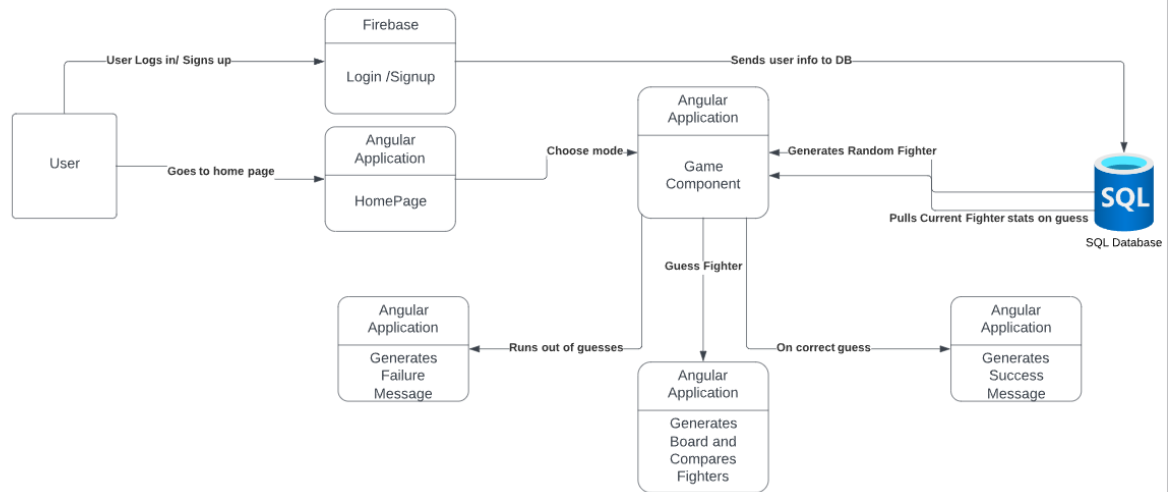 Firebase
User Logs in/ Signs up
Login /Signup
Sends user info to DB
User
Goes to home page
Angular
Application
HomePage
Choose mode
Angular
Application
Game
Component
Generates Random Fighter
Pulls Current Fighter stats on guess
SQL
SQL Database
Guess Fighter
Angular
Application
Generates
Failure
Message
Runs out of guesses
On correct guess
Angular
Application
Generates
Success
Message
Angular
Application
Generates
Board and
Compares
Fighters